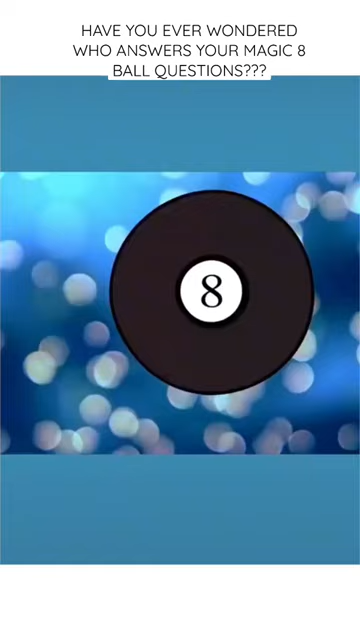 HAVE YOU EVER WONDERED
WHO ANSWERS YOUR MAGIC 8
BALL QUESTIONS???
8